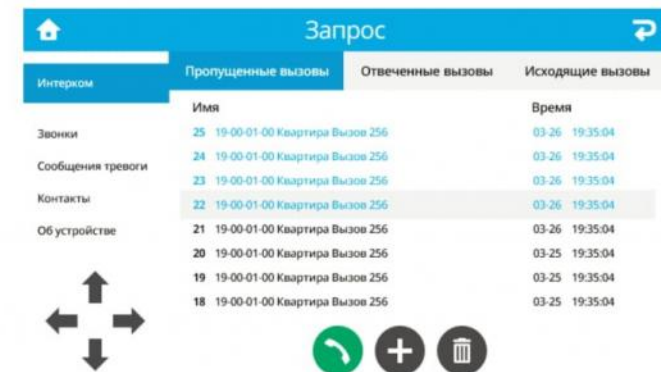 Запрос
Интерком
Звонки
Сообщения тревоги
Контакты
Об устройстве
Пропущенные вызовы Отвеченные вызовы Исходящие вызовы
Имя Время
25 19-00-01-00 Квартира Вызов 256 03-26 19:35:04
24 19-00-01-00 Квартира Вызов 256 03-26 19:35:04
23 19-00-01-00 Квартира Вызов 256 03-26 19:35:04
22 19-00-01-00 Квартира Вызов 256 03-26 19:35:04
21 19-00-01-00 Квартира Вызов 256 03-26 19:35:04
20 19-00-01-00 Квартира Вызов 256 03-25 19:35:04
19 19-00-01-00 Квартира Вызов 256 03-25 19:35:04
18 19-00-01-00 Квартира Вызов 256 03-25 19:35:04